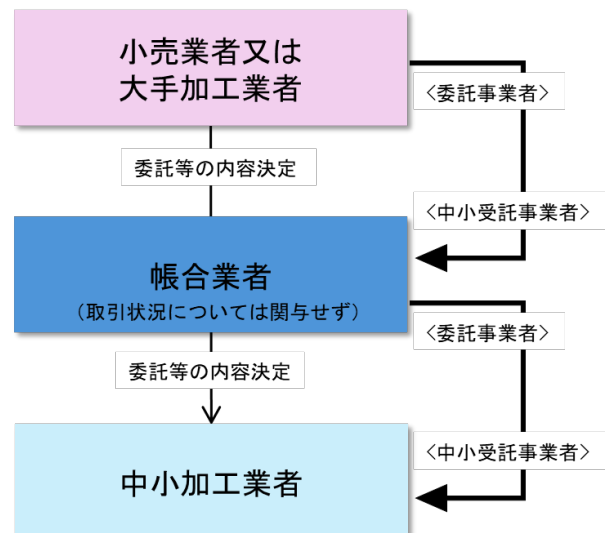 小売業者又は
大手加工業者
〈委託事業者〉
委託等の内容決定
〈中小受託事業者〉
帳合業者
（取引状況については関与せず）
〈委託事業者〉
委託等の内容決定
〈中小受託事業者〉
中小加工業者